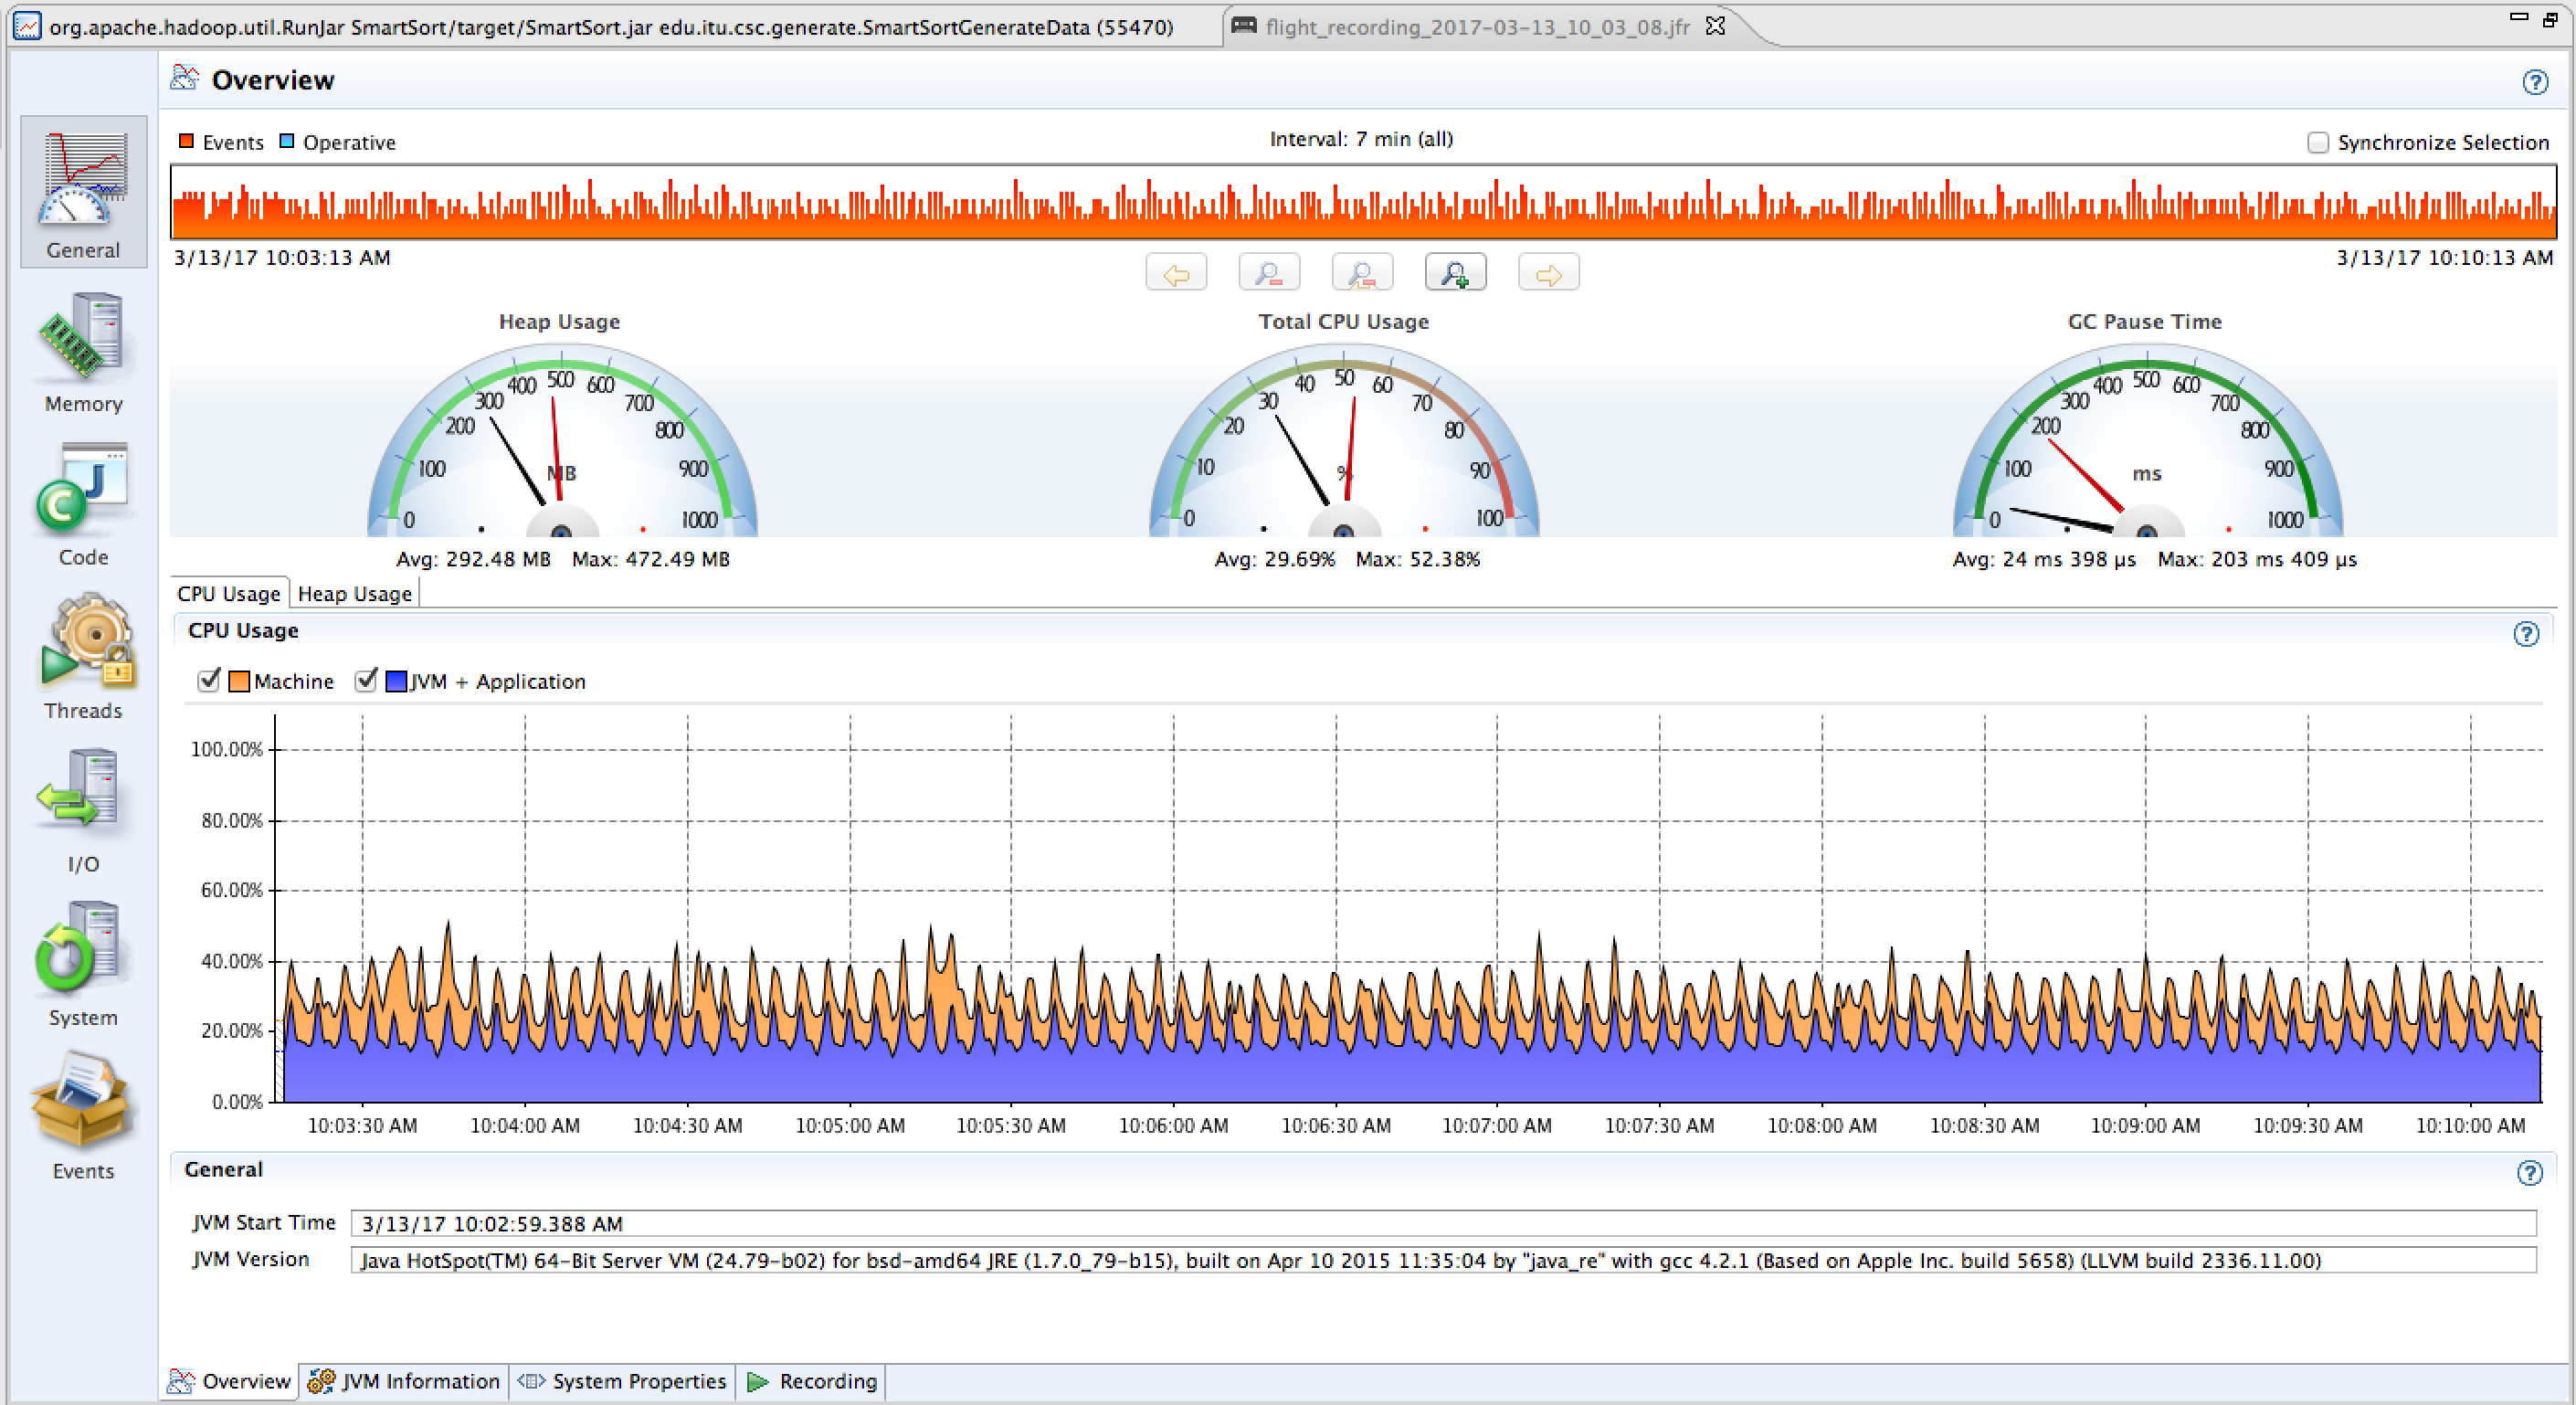 org.apache.hadoop.util.RunJar SmartSort/target/SmartSort.jar edu.itu.csc.generate.SmartSortGenerateData (55470)
flight_recording_2017-03-13_10_03_08.jfr
Overview
Events Operative
Interval: 7 min (all)
Synchronize Selection
3/13/17 10:03:13 AM
3/13/17 10:10:13 AM
General
Memory
Code
Threads
I/O
System
Events
Heap Usage
0 100 200 300 400 500 600 700 800 900 1000
MB
Avg: 292.48 MB Max: 472.49 MB
Total CPU Usage
0 10 20 30 40 50 60 70 80 90 100
%
Avg: 29.69% Max: 52.38%
GC Pause Time
0 100 200 300 400 500 600 700 800 900 1000
ms
Avg: 24 ms 398 µs Max: 203 ms 409 µs
CPU Usage Heap Usage
CPU Usage
Machine JVM + Application
100.00%
80.00%
60.00%
40.00%
20.00%
0.00%
10:03:30 AM 10:04:00 AM 10:04:30 AM 10:05:00 AM 10:05:30 AM 10:06:00 AM 10:06:30 AM 10:07:00 AM 10:07:30 AM 10:08:00 AM 10:08:30 AM 10:09:00 AM 10:09:30 AM 10:10:00 AM
General
JVM Start Time 3/13/17 10:02:59.388 AM
JVM Version Java HotSpot(TM) 64-Bit Server VM (24.79-b02) for bsd-amd64 JRE (1.7.0_79-b15), built on Apr 10 2015 11:35:04 by "java_re" with gcc 4.2.1 (Based on Apple Inc. build 5658) (LLVM build 2336.11.00)
Overview JVM Information System Properties Recording